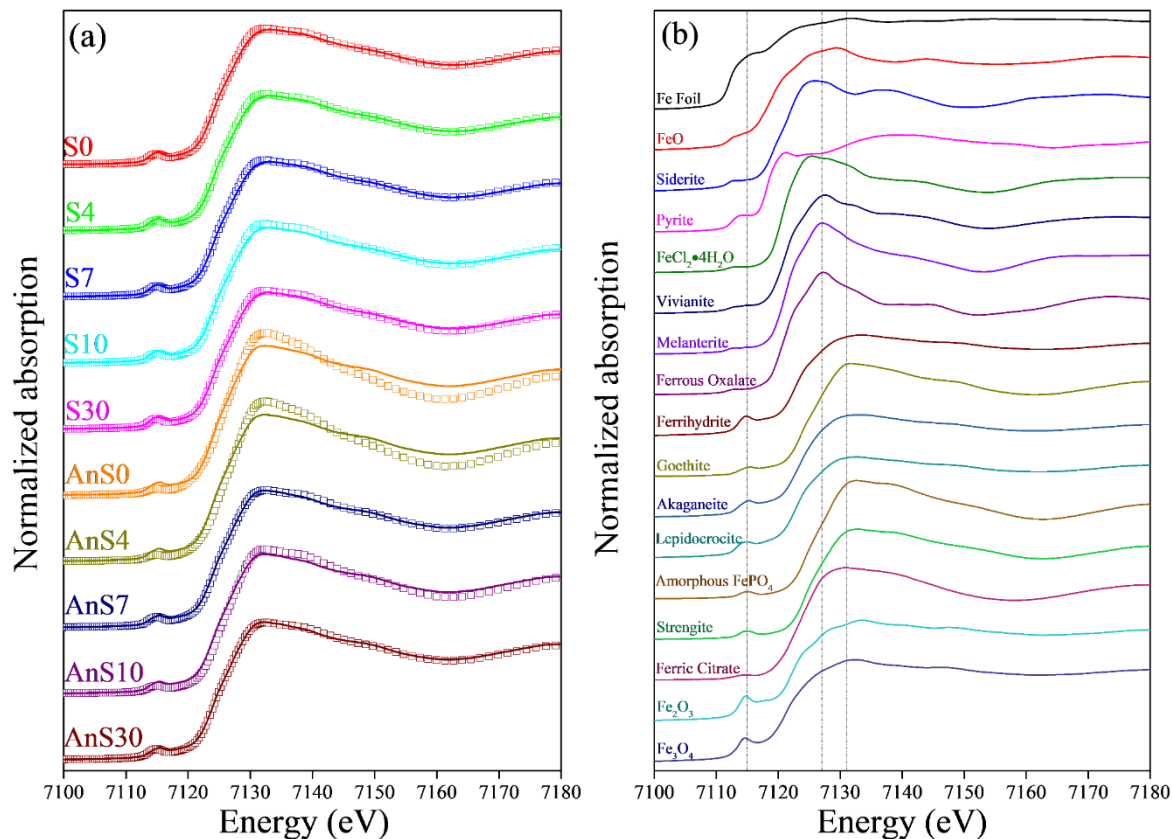 (a)
S0
S4
S7
S10
S30
AnS0
AnS4
AnS7
AnS10
AnS30
Normalized absorption
7100 7110 7120 7130 7140 7150 7160 7170 7180
Energy (eV)
(b)
Fe Foil
FeO
Siderite
Pyrite
FeCl₂•4H₂O
Vivianite
Melanterite
Ferrous Oxalate
Ferrihydrite
Goethite
Akaganeite
Lepidocrocite
Amorphous FePO₄
Strengite
Ferric Citrate
Fe₂O₃
Fe₃O₄
Normalized absorption
7100 7110 7120 7130 7140 7150 7160 7170 7180
Energy (eV)